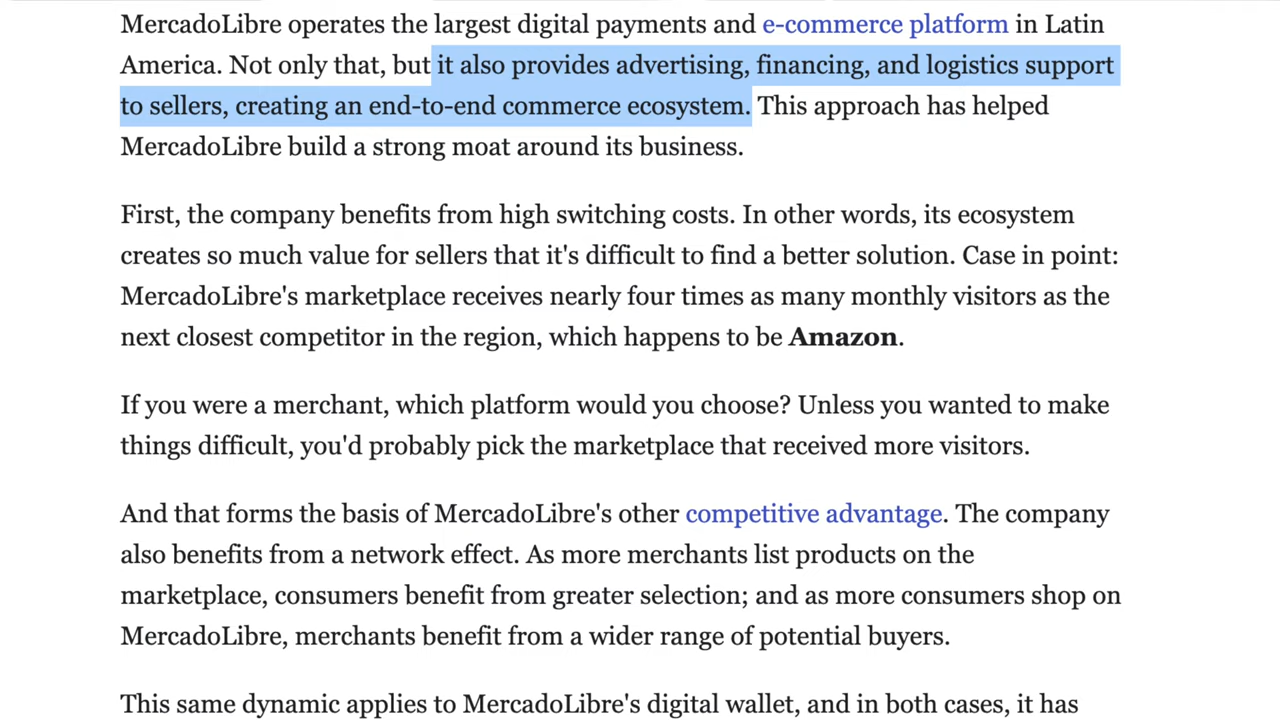 MercadoLibre operates the largest digital payments and e-commerce platform in Latin
America. Not only that, but it also provides advertising, financing, and logistics support
to sellers, creating an end-to-end commerce ecosystem. This approach has helped
MercadoLibre build a strong moat around its business.
First, the company benefits from high switching costs. In other words, its ecosystem
creates so much value for sellers that it's difficult to find a better solution. Case in point:
MercadoLibre's marketplace receives nearly four times as many monthly visitors as the
next closest competitor in the region, which happens to be Amazon.
If you were a merchant, which platform would you choose? Unless you wanted to make
things difficult, you'd probably pick the marketplace that received more visitors.
And that forms the basis of MercadoLibre's other competitive advantage. The company
also benefits from a network effect. As more merchants list products on the
marketplace, consumers benefit from greater selection; and as more consumers shop on
MercadoLibre, merchants benefit from a wider range of potential buyers.
This same dynamic applies to MercadoLibre's digital wallet, and in both cases, it has